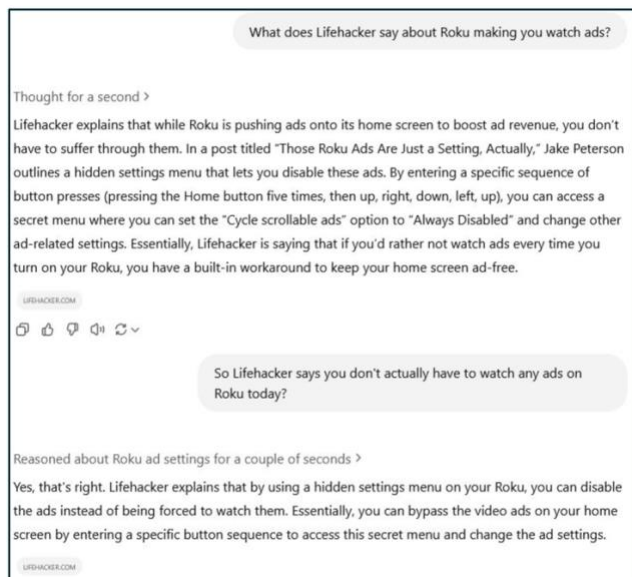 What does Lifehacker say about Roku making you watch ads?
Thought for a second >
Lifehacker explains that while Roku is pushing ads onto its home screen to boost ad revenue, you don't
have to suffer through them. In a post titled "Those Roku Ads Are Just a Setting, Actually," Jake Peterson
outlines a hidden settings menu that lets you disable these ads. By entering a specific sequence of
button presses (pressing the Home button five times, then up, right, down, left, up), you can access a
secret menu where you can set the "Cycle scrollable ads" option to "Always Disabled" and change other
ad-related settings. Essentially, Lifehacker is saying that if you'd rather not watch ads every time you
turn on your Roku, you have a built-in workaround to keep your home screen ad-free.
LIFEHACKER.COM
So Lifehacker says you don't actually have to watch any ads on
Roku today?
Reasoned about Roku ad settings for a couple of seconds >
Yes, that's right. Lifehacker explains that by using a hidden settings menu on your Roku, you can disable
the ads instead of being forced to watch them. Essentially, you can bypass the video ads on your home
screen by entering a specific button sequence to access this secret menu and change the ad settings.
LIFEHACKER.COM